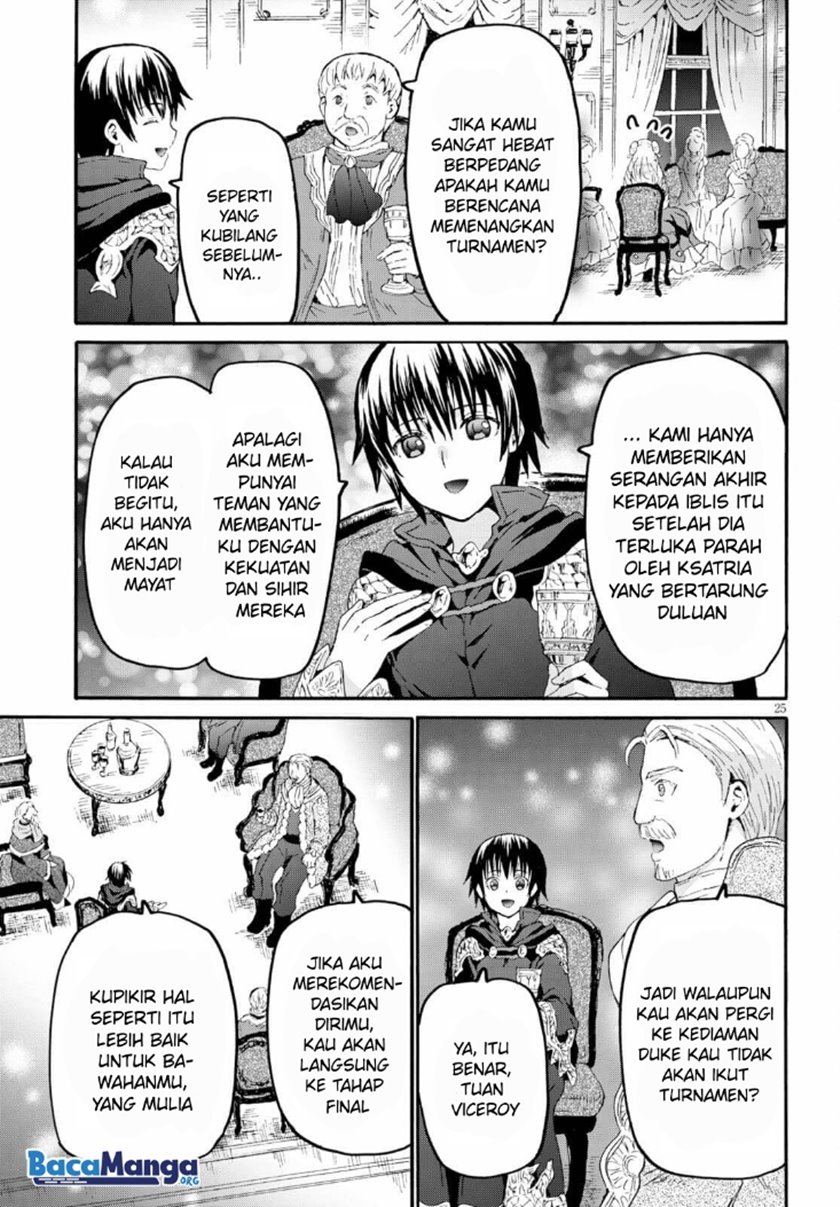 JIKA KAMU
SANGAT HEBAT
BERPEDANG
APAKAH KAMU
BERENCANA
MEMENANGKAN
TURNAMEN?
SEPERTI
YANG
KUBILANG
SEBELUM-
NYA..
... KAMI HANYA
MEMBERIKAN
SERANGAN AKHIR
KEPADA IBLIS ITU
SETELAH DIA
TERLUKA PARAH
OLEH KSATRIA
YANG BERTARUNG
DULUAN
APALAGI
AKU MEM-
PUNYAI
TEMAN YANG
MEMBANTU-
KU DENGAN
KEKUATAN
DAN SIHIR
MEREKA
KALAU
TIDAK
BEGITU,
AKU HANYA
AKAN
MENJADI
MAYAT
25
JADI WALAUPUN
KAU AKAN PERGI
KE KEDIAMAN
DUKE KAU TIDAK
AKAN IKUT
TURNAMEN?
YA, ITU
BENAR,
TUAN
VICEROY
JIKA AKU
MEREKOMEN-
DASIKAN
DIRIMU,
KAU AKAN
LANGSUNG
KE TAHAP
FINAL
KUPIKIR HAL
SEPERTI ITU
LEBIH BAIK
UNTUK BA-
WAHANMU,
YANG MULIA
BacaManga
.ORG